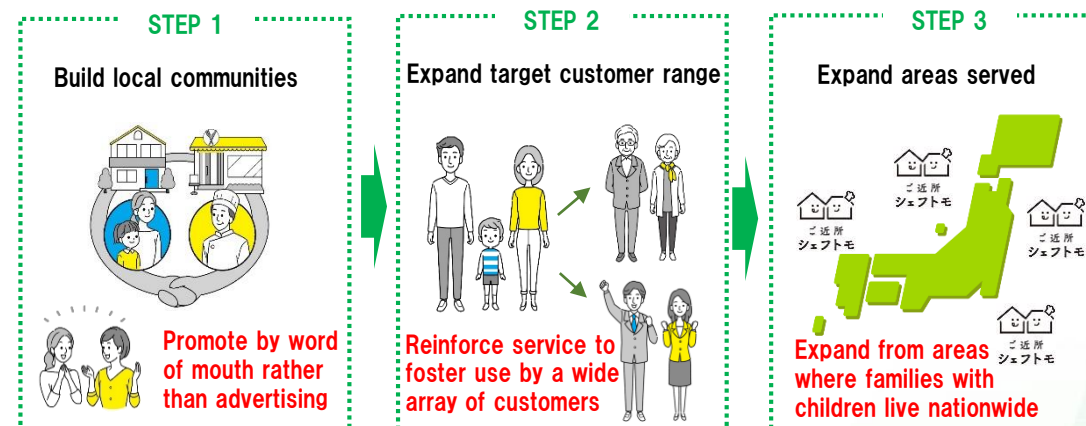 STEP 1
Build local communities
Promote by word
of mouth rather
than advertising
STEP 2
Expand target customer range
Reinforce service to
foster use by a wide
array of customers
STEP 3
Expand areas served
ご近所
シェフトモ
ご近所
シェフトモ
ご近所
シェフトモ
ご近所
シェフトモ
Expand from areas
where families with
children live nationwide